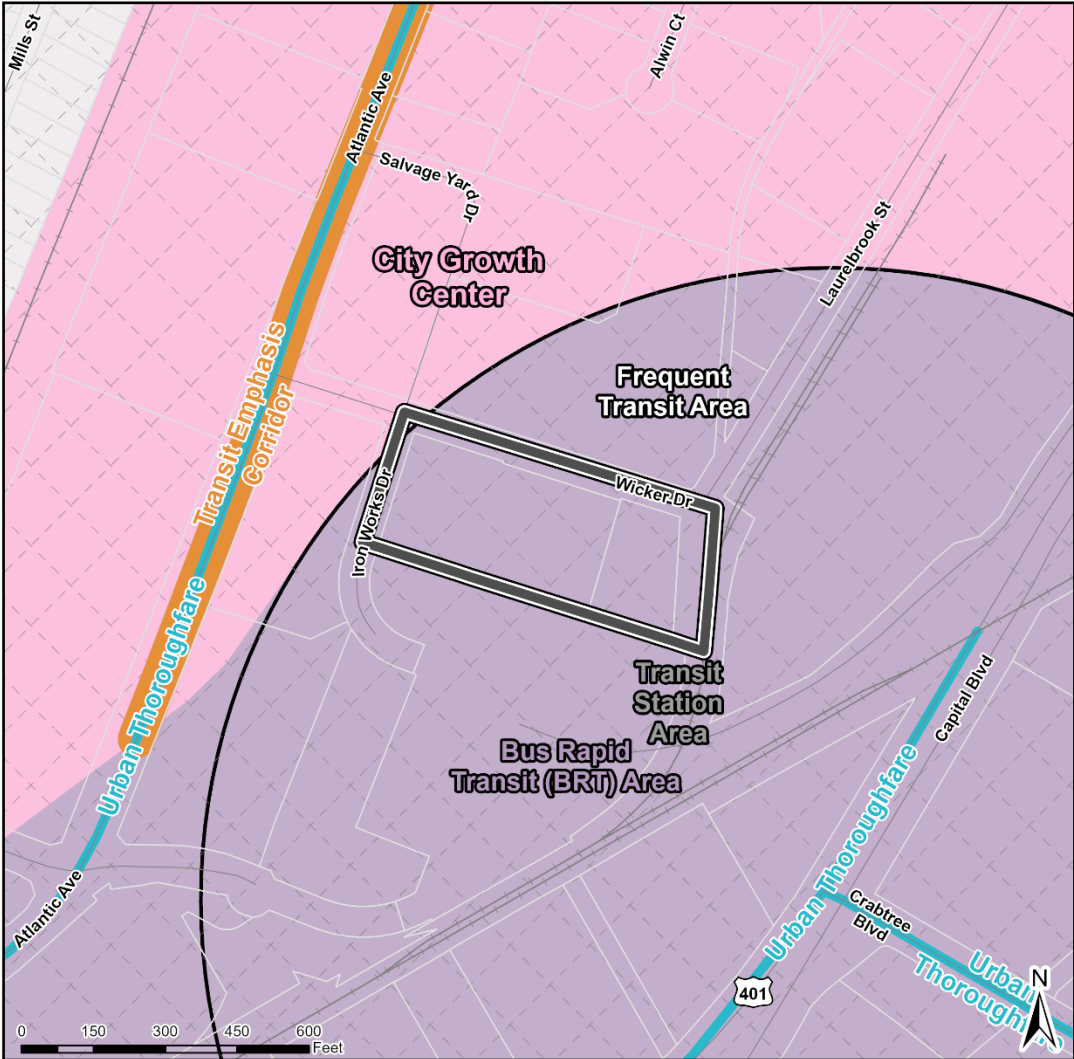 Mills St
Atlantic Ave
Alwin Ct
Salvage Yard Dr
Laurelbrook St
City Growth
Center
Frequent
Transit Area
Transit Emphasis
Corridor
Wicker Dr
Iron Works Dr
Urban Thoroughfare
Transit
Station
Area
Capital Blvd
Bus Rapid
Transit (BRT) Area
Urban Thoroughfare
Atlantic Ave
Crabtree
Blvd
Urban
Thoroughfare
401
N
0 150 300 450 600
Feet